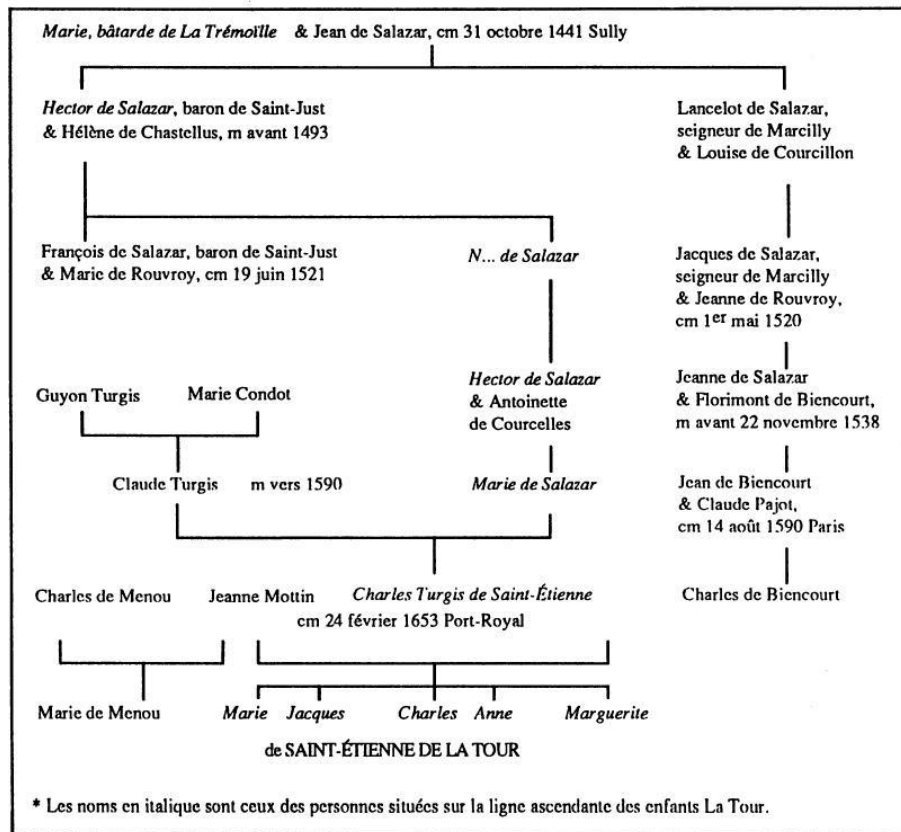 Marie, bâtarde de La Trémoïlle & Jean de Salazar, cm 31 octobre 1441 Sully
Hector de Salazar, baron de Saint-Just
& Hélène de Chastellus, m avant 1493
Lancelot de Salazar,
seigneur de Marcilly
& Louise de Courcillon
François de Salazar, baron de Saint-Just
& Marie de Rouvroy, cm 19 juin 1521
N... de Salazar
Jacques de Salazar,
seigneur de Marcilly
& Jeanne de Rouvroy,
cm 1er mai 1520
Guyon Turgis Marie Condot
Hector de Salazar
& Antoinette
de Courcelles
Jeanne de Salazar
& Florimont de Biencourt,
m avant 22 novembre 1538
Claude Turgis m vers 1590 Marie de Salazar
Jean de Biencourt
& Claude Pajot,
cm 14 août 1590 Paris
Charles de Menou Jeanne Mottin Charles Turgis de Saint-Étienne
cm 24 février 1653 Port-Royal
Charles de Biencourt
Marie de Menou Marie Jacques Charles Anne Marguerite
de SAINT-ÉTIENNE DE LA TOUR
* Les noms en italique sont ceux des personnes situées sur la ligne ascendante des enfants La Tour.